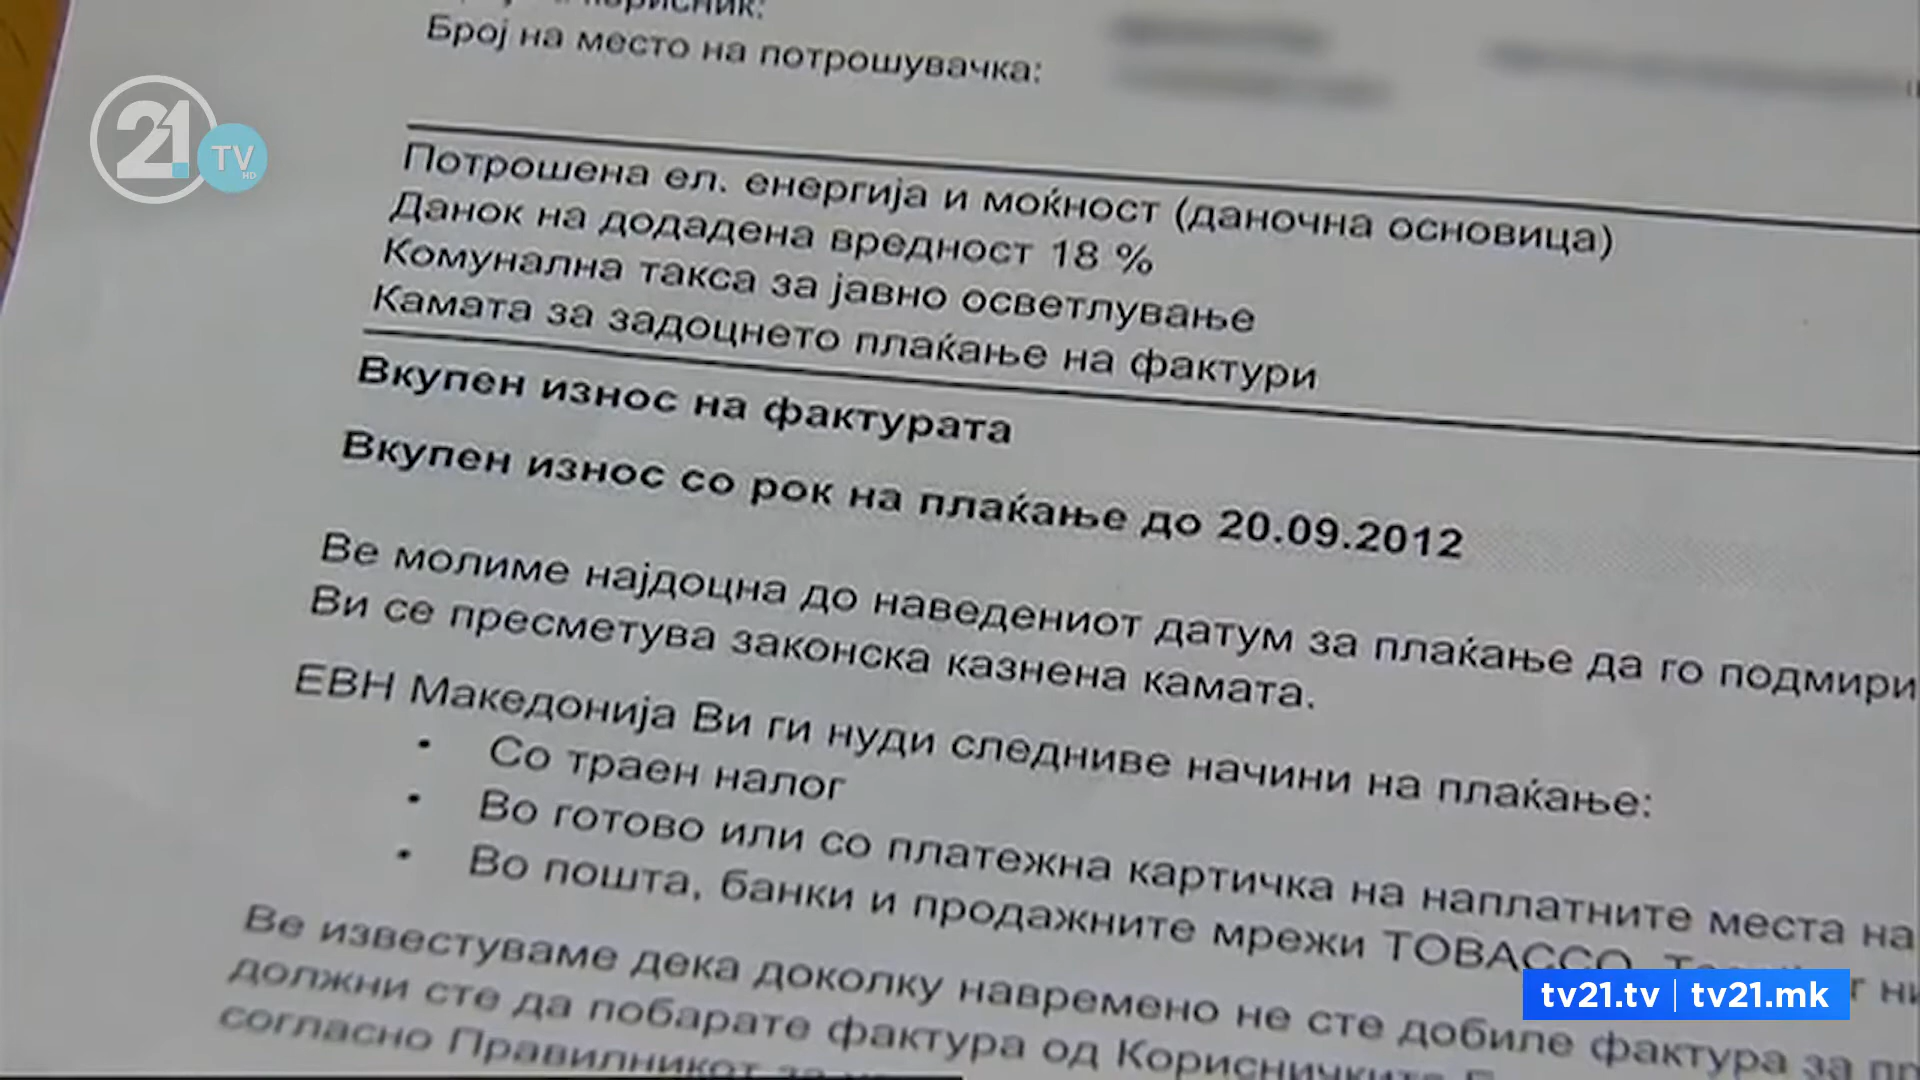 Број на место на потрошувачка:
21 TV HD
Потрошена ел. енергија и моќност (даночна основица)
Данок на додадена вредност 18 %
Комунална такса за јавно осветлување
Камата за задоцнето плаќање на фактури
Вкупен износ на фактурата
Вкупен износ со рок на плаќање до 20.09.2012
Ве молиме најдоцна до наведениот датум за плаќање да го подмири
Ви се пресметува законска казнена камата.
ЕВН Македонија Ви ги нуди следниве начини на плаќање:
• Со траен налог
• Во готово или со платежна картичка на наплатните места на
• Во пошта, банки и продажните мрежи ТОВАССО
tv21.tv | tv21.mk
Ве известуваме дека доколку навремено не сте добиле фактура за
должни сте да побарате фактура од Корисничките
согласно Правилникот за